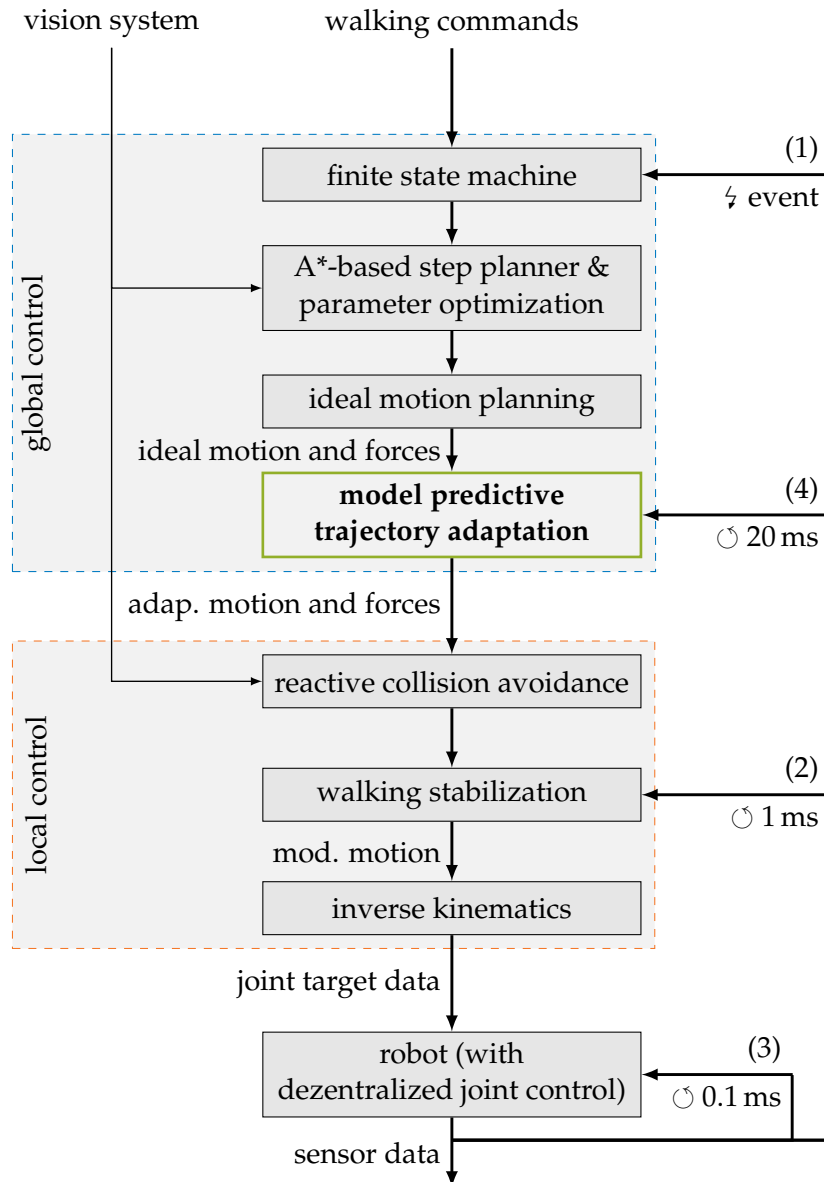 vision system
walking commands
global control
finite state machine
(1)
↯ event
A*-based step planner &
parameter optimization
ideal motion planning
ideal motion and forces
model predictive
trajectory adaptation
(4)
↺ 20 ms
adap. motion and forces
local control
reactive collision avoidance
walking stabilization
(2)
↺ 1 ms
mod. motion
inverse kinematics
joint target data
robot (with
dezentralized joint control)
(3)
↺ 0.1 ms
sensor data